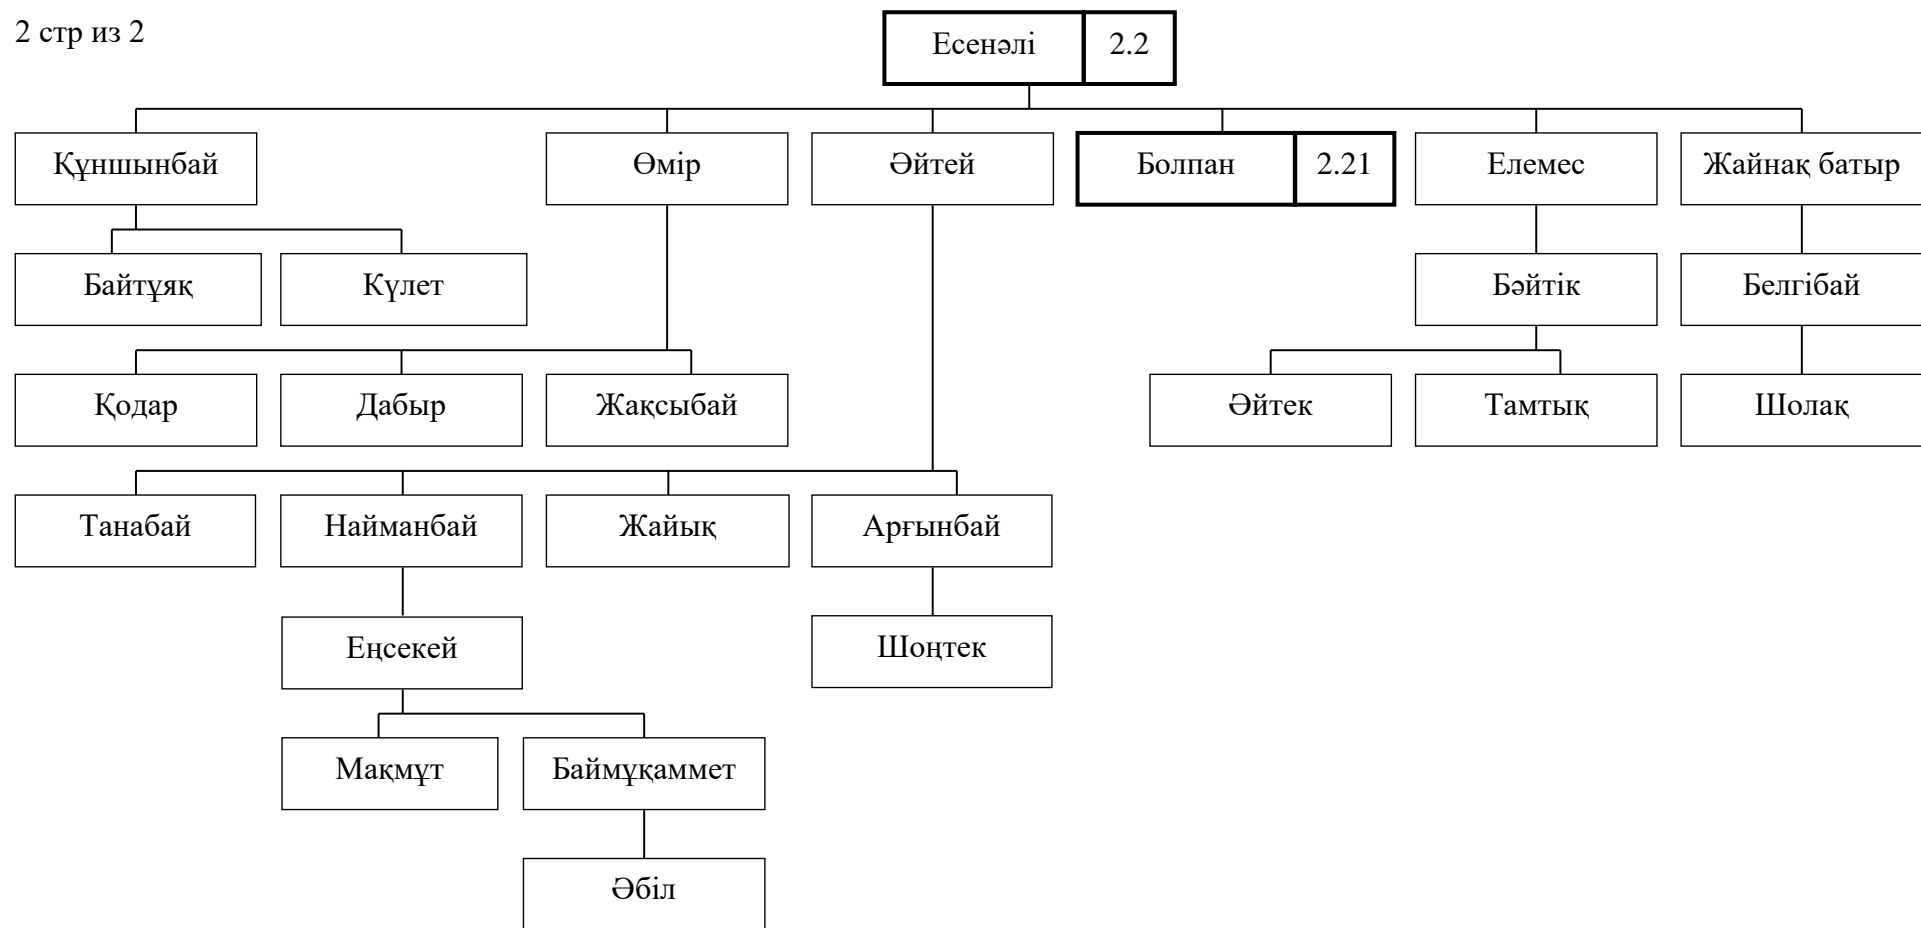 2 стр из 2
Есенәлі 2.2
Құншынбай Өмір Әйтей Болпан 2.21 Елемес Жайнақ батыр
Байтұяқ Күлет Бәйтік Белгібай
Қодар Дабыр Жақсыбай Әйтек Тамтық Шолақ
Танабай Найманбай Жайық Арғынбай
Еңсекей Шоңтек
Мақмұт Баймұқаммет
Әбіл